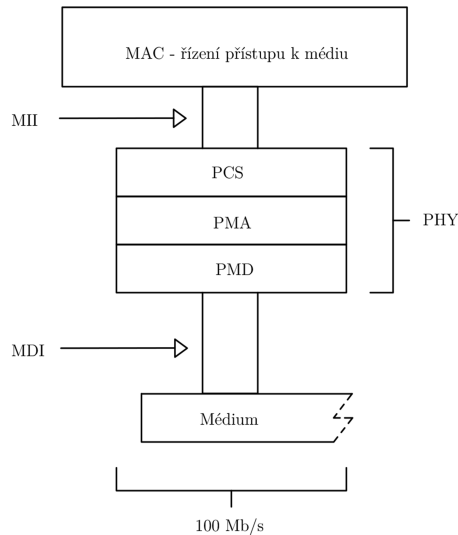 MAC - řízení přístupu k médiu
MII
PCS
PMA
PHY
PMD
MDI
Médium
100 Mb/s